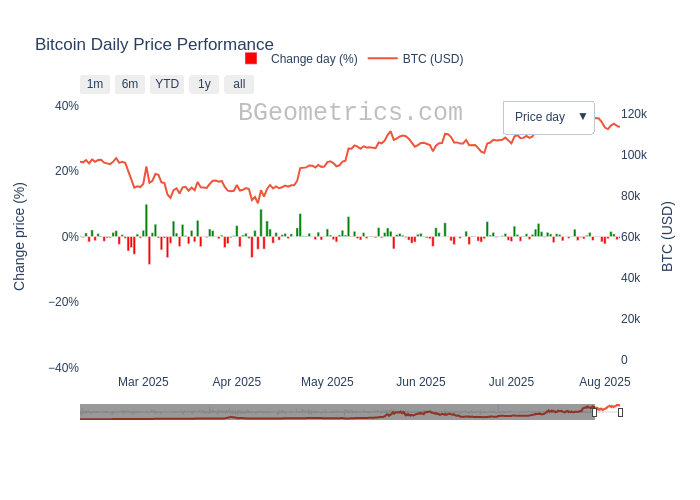 Bitcoin Daily Price Performance
Change day (%) BTC (USD)
1m 6m YTD 1y all
BGeometrics.com
Price day ▼
40%
20%
0%
−20%
−40%
Change price (%)
120k
100k
80k
60k
40k
20k
0
BTC (USD)
Mar 2025 Apr 2025 May 2025 Jun 2025 Jul 2025 Aug 2025